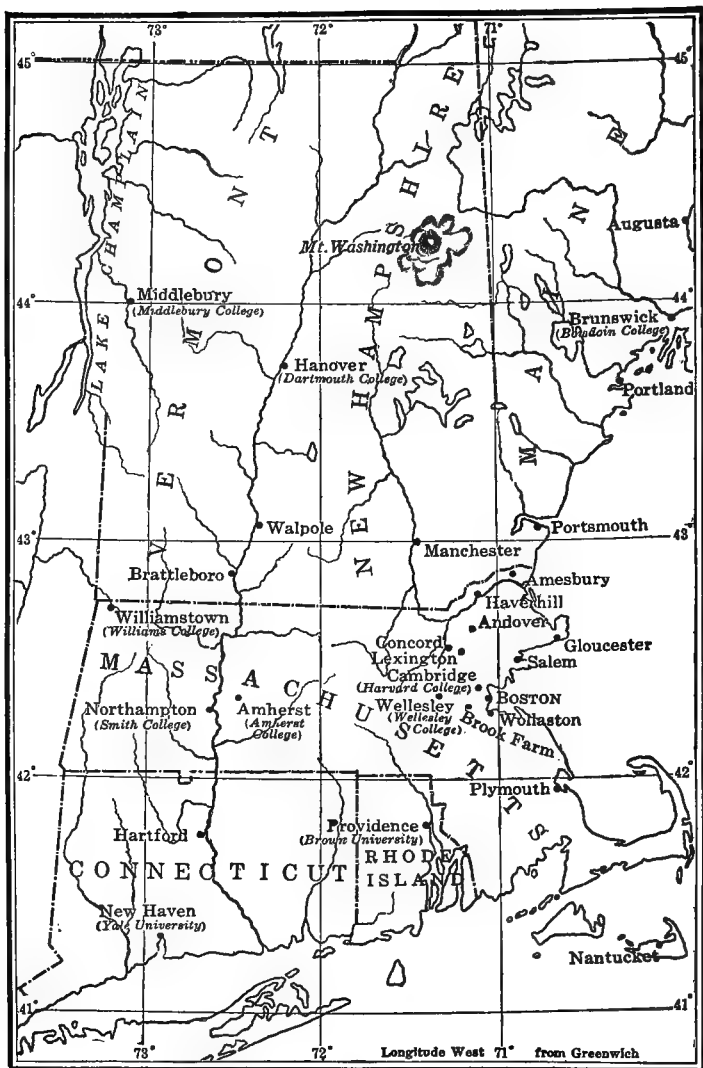 73° 72° 71°
45° 45°
LAKE CHAMPLAIN
VERMONT
NEW HAMPSHIRE
MAINE
Augusta
Mt. Washington
44° 44°
Middlebury
(Middlebury College)
Brunswick
(Bowdoin College)
Hanover
(Dartmouth College)
Portland
Walpole
Portsmouth
43° 43°
Manchester
Brattleboro
Amesbury
Haverhill
Williamstown
(Williams College)
Andover
Gloucester
Concord
Lexington
Salem
MASSACHUSETTS
Cambridge
(Harvard College)
Northampton
(Smith College)
Amherst
(Amherst
College)
BOSTON
Wellesley
(Wellesley
College)
Wollaston
Brook Farm
42° 42°
Plymouth
Hartford
Providence
(Brown University)
CONNECTICUT
RHODE
ISLAND
New Haven
(Yale University)
Nantucket
41° 41°
73° 72° 71°
Longitude West from Greenwich